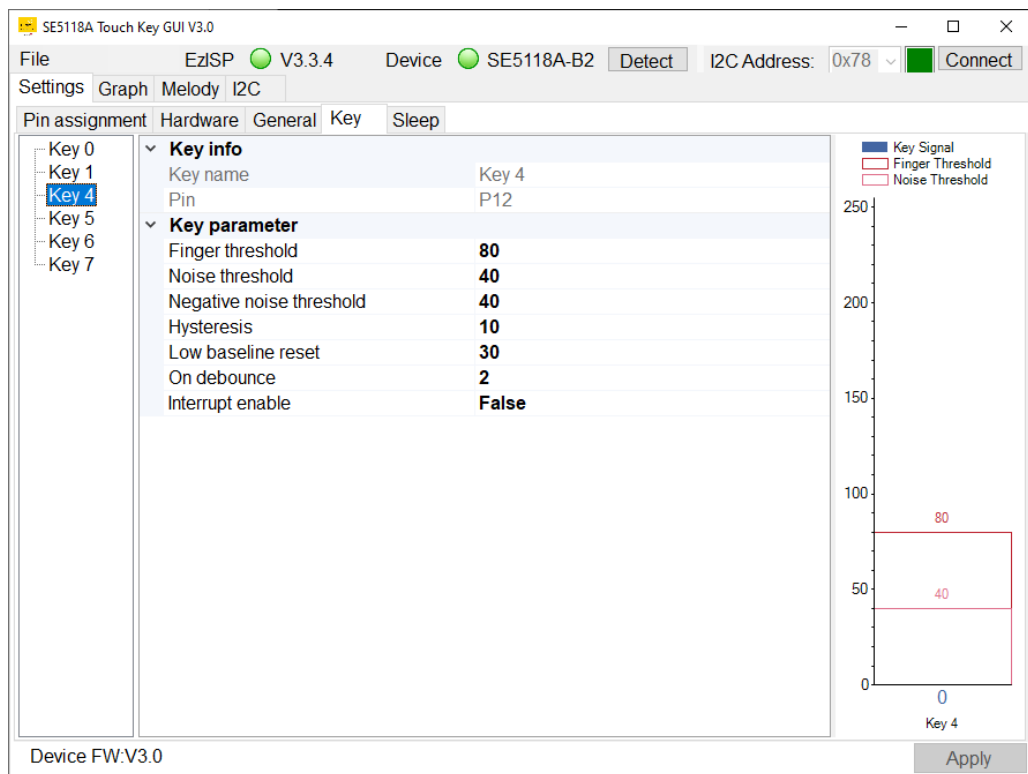 SE5118A Touch Key GUI V3.0
File EzISP V3.3.4 Device SE5118A-B2 Detect I2C Address: 0x78 Connect
Settings Graph Melody I2C
Pin assignment Hardware General Key Sleep
Key 0
Key 1
Key 4
Key 5
Key 6
Key 7
Key info
Key name Key 4
Pin P12
Key parameter
Finger threshold 80
Noise threshold 40
Negative noise threshold 40
Hysteresis 10
Low baseline reset 30
On debounce 2
Interrupt enable False
Key Signal
Finger Threshold
Noise Threshold
250
200
150
100
80
50
40
0
0
Key 4
Device FW:V3.0 Apply